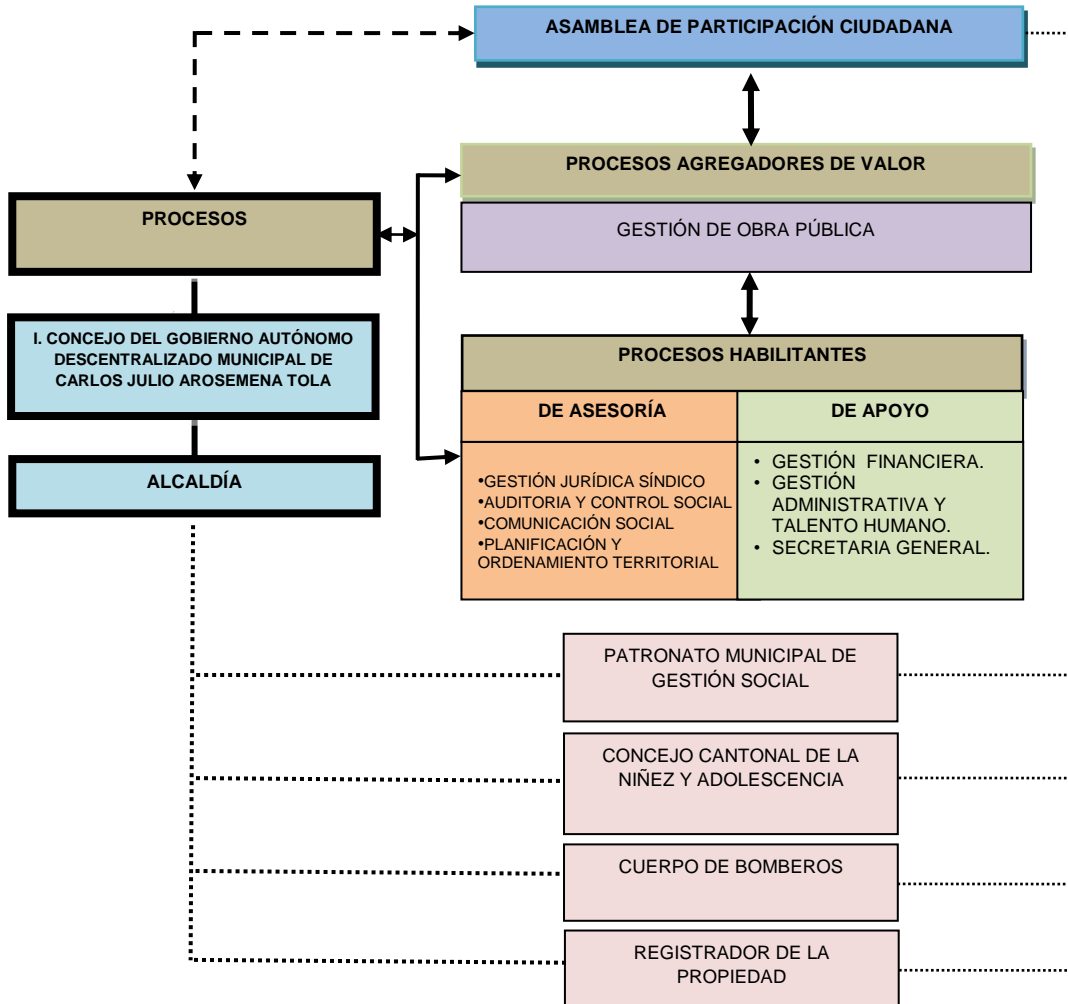 ASAMBLEA DE PARTICIPACIÓN CIUDADANA
PROCESOS AGREGADORES DE VALOR
GESTIÓN DE OBRA PÚBLICA
PROCESOS
I. CONCEJO DEL GOBIERNO AUTÓNOMO
DESCENTRALIZADO MUNICIPAL DE
CARLOS JULIO AROSEMENA TOLA
ALCALDÍA
PROCESOS HABILITANTES
DE ASESORÍA
•GESTIÓN JURÍDICA SÍNDICO
•AUDITORIA Y CONTROL SOCIAL
•COMUNICACIÓN SOCIAL
•PLANIFICACIÓN Y
ORDENAMIENTO TERRITORIAL
DE APOYO
• GESTIÓN FINANCIERA.
• GESTIÓN
ADMINISTRATIVA Y
TALENTO HUMANO.
• SECRETARIA GENERAL.
PATRONATO MUNICIPAL DE
GESTIÓN SOCIAL
CONCEJO CANTONAL DE LA
NIÑEZ Y ADOLESCENCIA
CUERPO DE BOMBEROS
REGISTRADOR DE LA
PROPIEDAD